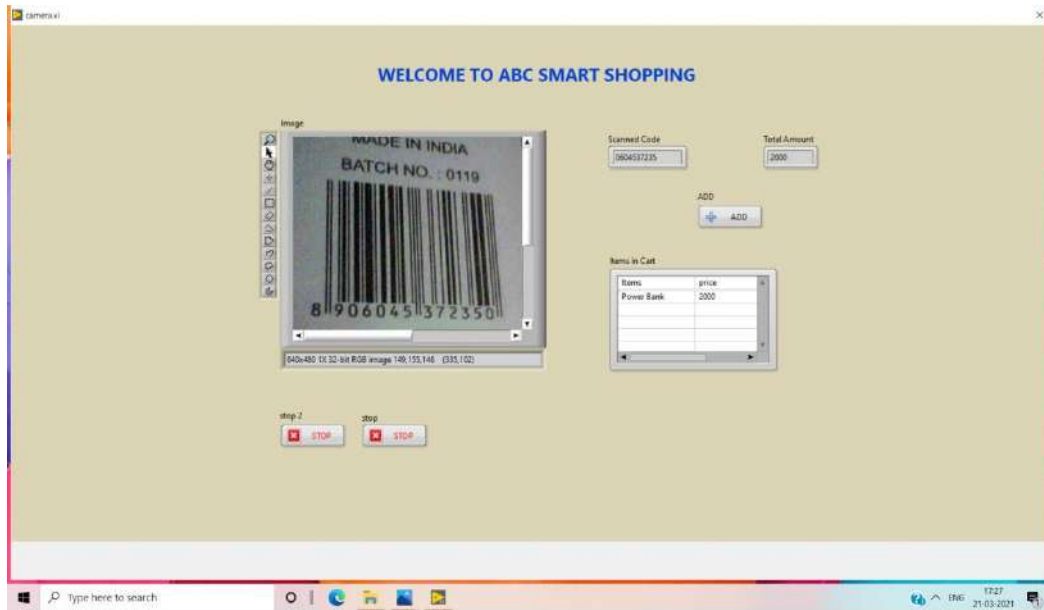 camera.vi
WELCOME TO ABC SMART SHOPPING
Image
MADE IN INDIA
BATCH NO. : 0119
8 906045 372350
640x480 1X 32-bit RGB image 149,155,146 (335,102)
Scanned Code
0604537235
Total Amount
2000
ADD
ADD
Items in Cart
Items price
Power Bank 2000
stop 2 stop
STOP STOP
Type here to search
ENG
17:27
21-03-2021